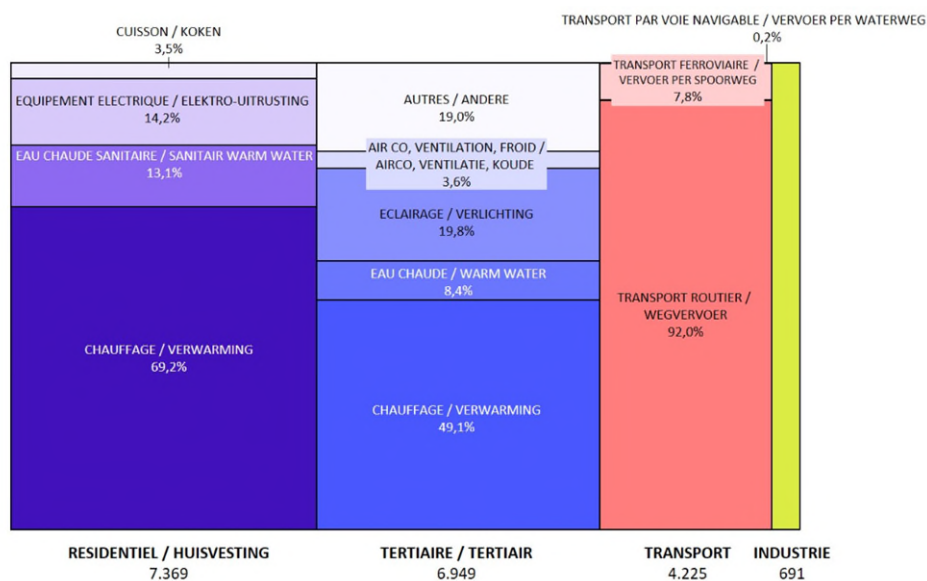 TRANSPORT PAR VOIE NAVIGABLE / VERVOER PER WATERWEG
0,2%
CUISSON / KOKEN
3,5%
EQUIPEMENT ELECTRIQUE / ELEKTRO-UITRUSTING
14,2%
EAU CHAUDE SANITAIRE / SANITAIR WARM WATER
13,1%
CHAUFFAGE / VERWARMING
69,2%
AUTRES / ANDERE
19,0%
AIR CO, VENTILATION, FROID /
AIRCO, VENTILATIE, KOUDE
3,6%
ECLAIRAGE / VERLICHTING
19,8%
EAU CHAUDE / WARM WATER
8,4%
CHAUFFAGE / VERWARMING
49,1%
TRANSPORT FERROVIAIRE /
VERVOER PER SPOORWEG
7,8%
TRANSPORT ROUTIER /
WEGVERVOER
92,0%
RESIDENTIEL / HUISVESTING
7.369
TERTIAIRE / TERTIAIR
6.949
TRANSPORT
4.225
INDUSTRIE
691